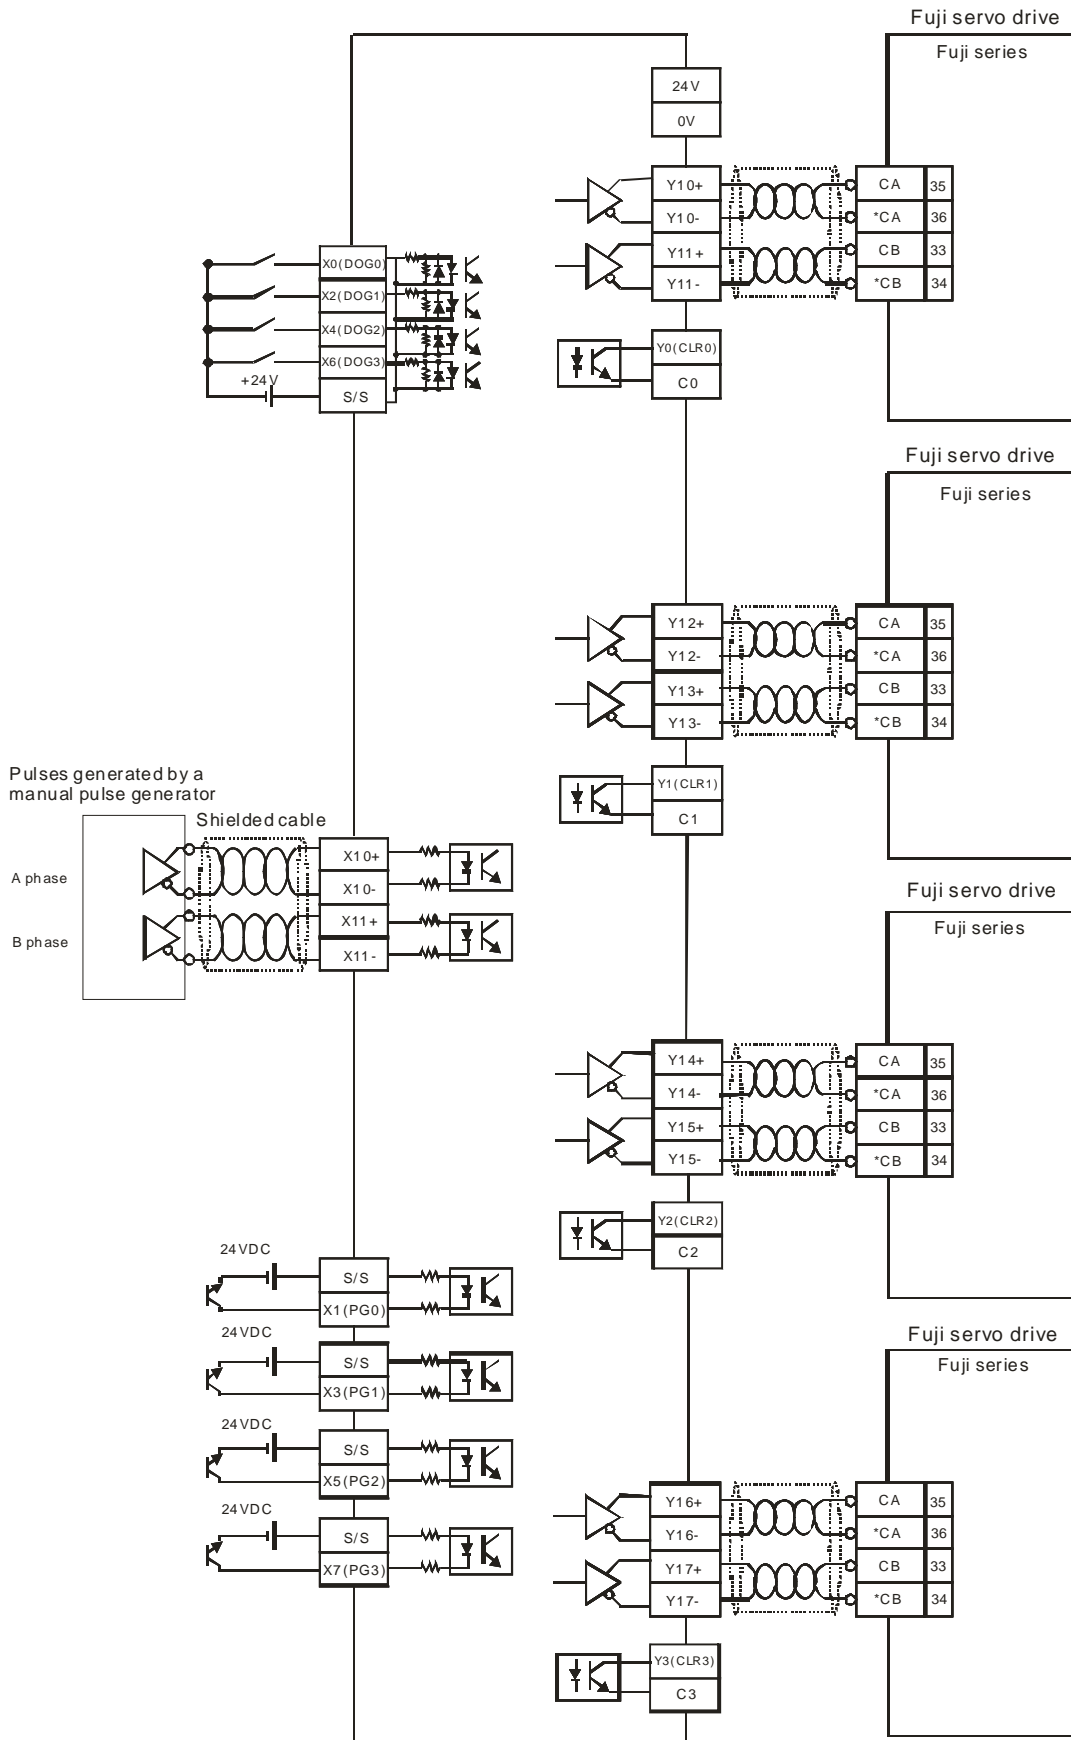 Fuji servo drive
Fuji series
24V
0V
Y10+
Y10-
Y11+
Y11-
CA 35
*CA 36
CB 33
*CB 34
X0(DOG0)
X2(DOG1)
X4(DOG2)
X6(DOG3)
+24V
S/S
Y0(CLR0)
C0
Fuji servo drive
Fuji series
Y12+
Y12-
Y13+
Y13-
CA 35
*CA 36
CB 33
*CB 34
Y1(CLR1)
C1
Pulses generated by a
manual pulse generator
Shielded cable
A phase
B phase
X10+
X10-
X11+
X11-
Fuji servo drive
Fuji series
Y14+
Y14-
Y15+
Y15-
CA 35
*CA 36
CB 33
*CB 34
Y2(CLR2)
C2
24VDC
S/S
X1(PG0)
24VDC
S/S
X3(PG1)
24VDC
S/S
X5(PG2)
24VDC
S/S
X7(PG3)
Fuji servo drive
Fuji series
Y16+
Y16-
Y17+
Y17-
CA 35
*CA 36
CB 33
*CB 34
Y3(CLR3)
C3